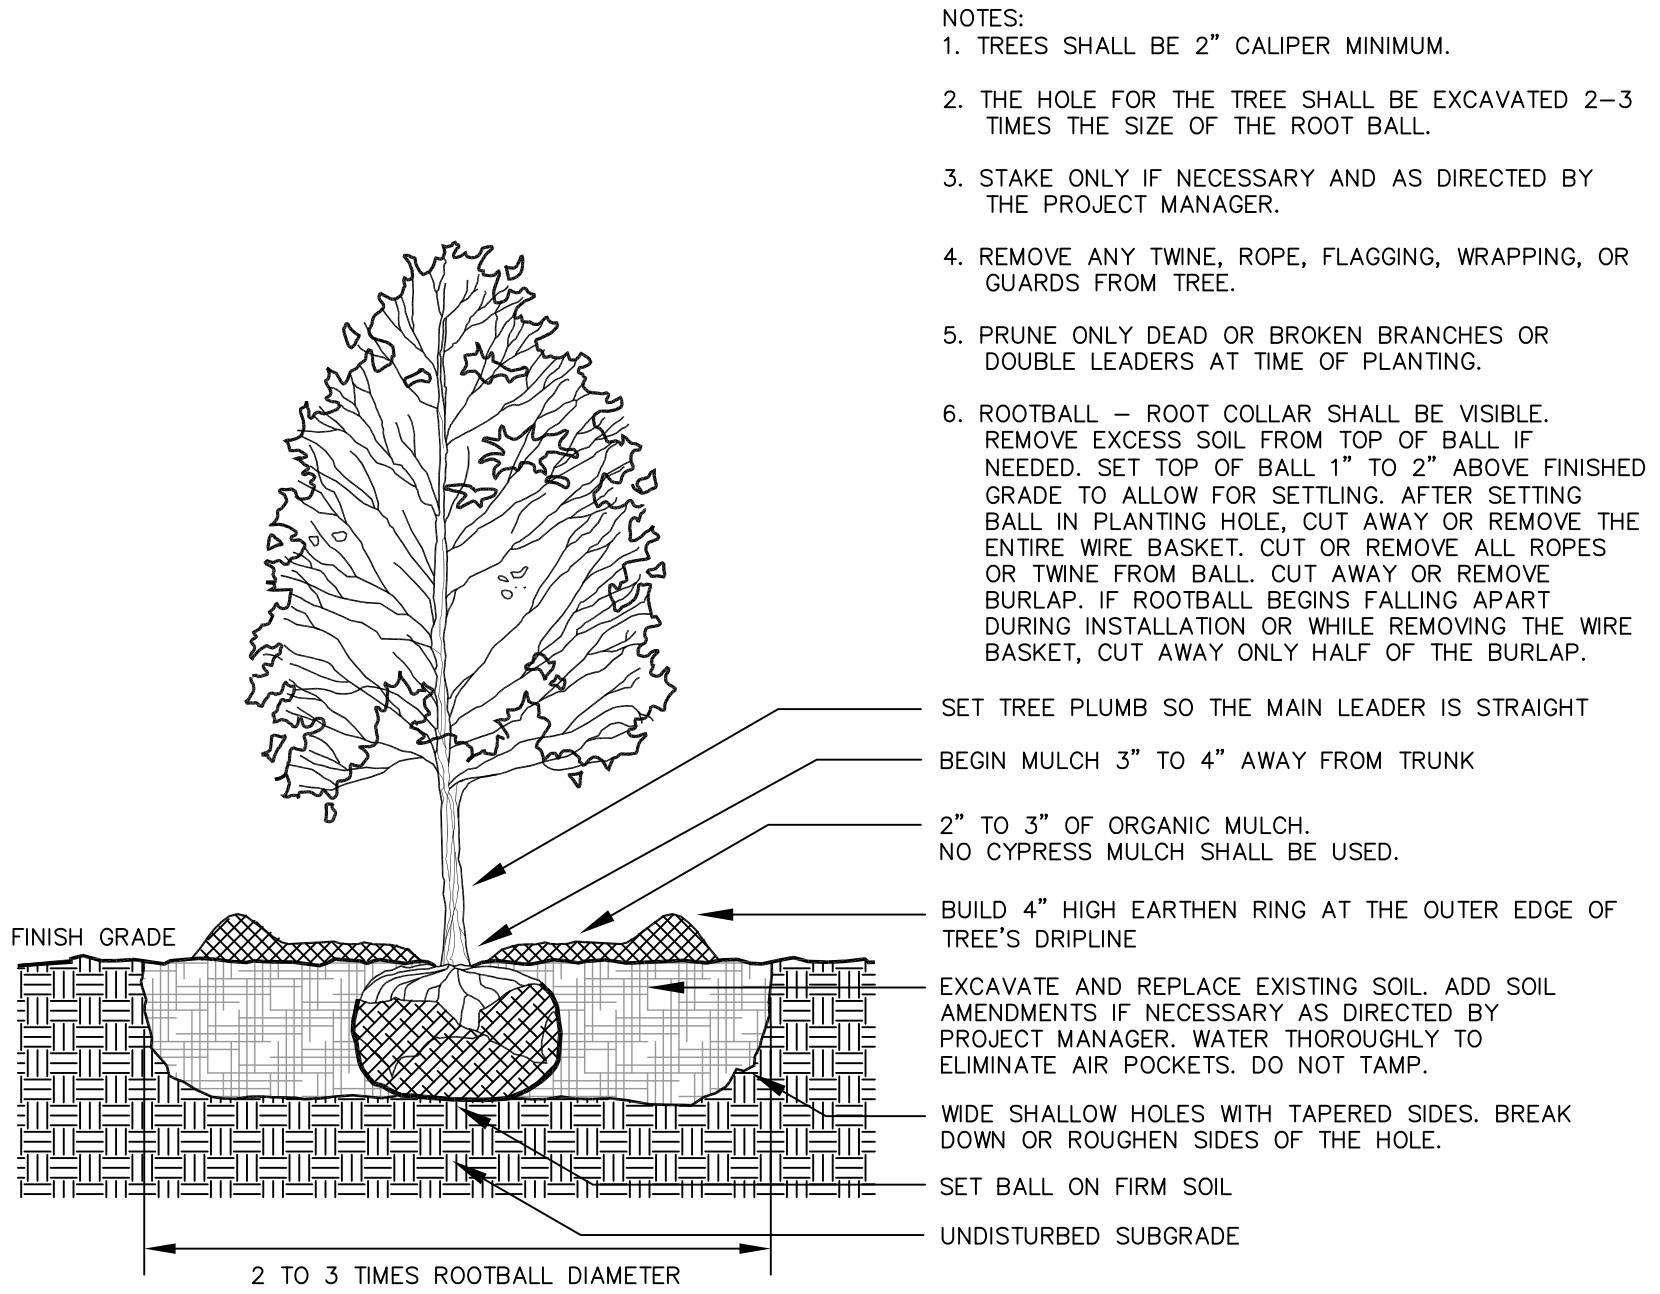 NOTES:
1. TREES SHALL BE 2” CALIPER MINIMUM.
2. THE HOLE FOR THE TREE SHALL BE EXCAVATED 2–3
TIMES THE SIZE OF THE ROOT BALL.
3. STAKE ONLY IF NECESSARY AND AS DIRECTED BY
THE PROJECT MANAGER.
4. REMOVE ANY TWINE, ROPE, FLAGGING, WRAPPING, OR
GUARDS FROM TREE.
5. PRUNE ONLY DEAD OR BROKEN BRANCHES OR
DOUBLE LEADERS AT TIME OF PLANTING.
6. ROOTBALL – ROOT COLLAR SHALL BE VISIBLE.
REMOVE EXCESS SOIL FROM TOP OF BALL IF
NEEDED. SET TOP OF BALL 1” TO 2” ABOVE FINISHED
GRADE TO ALLOW FOR SETTLING. AFTER SETTING
BALL IN PLANTING HOLE, CUT AWAY OR REMOVE THE
ENTIRE WIRE BASKET. CUT OR REMOVE ALL ROPES
OR TWINE FROM BALL. CUT AWAY OR REMOVE
BURLAP. IF ROOTBALL BEGINS FALLING APART
DURING INSTALLATION OR WHILE REMOVING THE WIRE
BASKET, CUT AWAY ONLY HALF OF THE BURLAP.
SET TREE PLUMB SO THE MAIN LEADER IS STRAIGHT
BEGIN MULCH 3” TO 4” AWAY FROM TRUNK
2” TO 3” OF ORGANIC MULCH.
NO CYPRESS MULCH SHALL BE USED.
BUILD 4” HIGH EARTHEN RING AT THE OUTER EDGE OF
TREE’S DRIPLINE
FINISH GRADE
EXCAVATE AND REPLACE EXISTING SOIL. ADD SOIL
AMENDMENTS IF NECESSARY AS DIRECTED BY
PROJECT MANAGER. WATER THOROUGHLY TO
ELIMINATE AIR POCKETS. DO NOT TAMP.
WIDE SHALLOW HOLES WITH TAPERED SIDES. BREAK
DOWN OR ROUGHEN SIDES OF THE HOLE.
SET BALL ON FIRM SOIL
UNDISTURBED SUBGRADE
2 TO 3 TIMES ROOTBALL DIAMETER